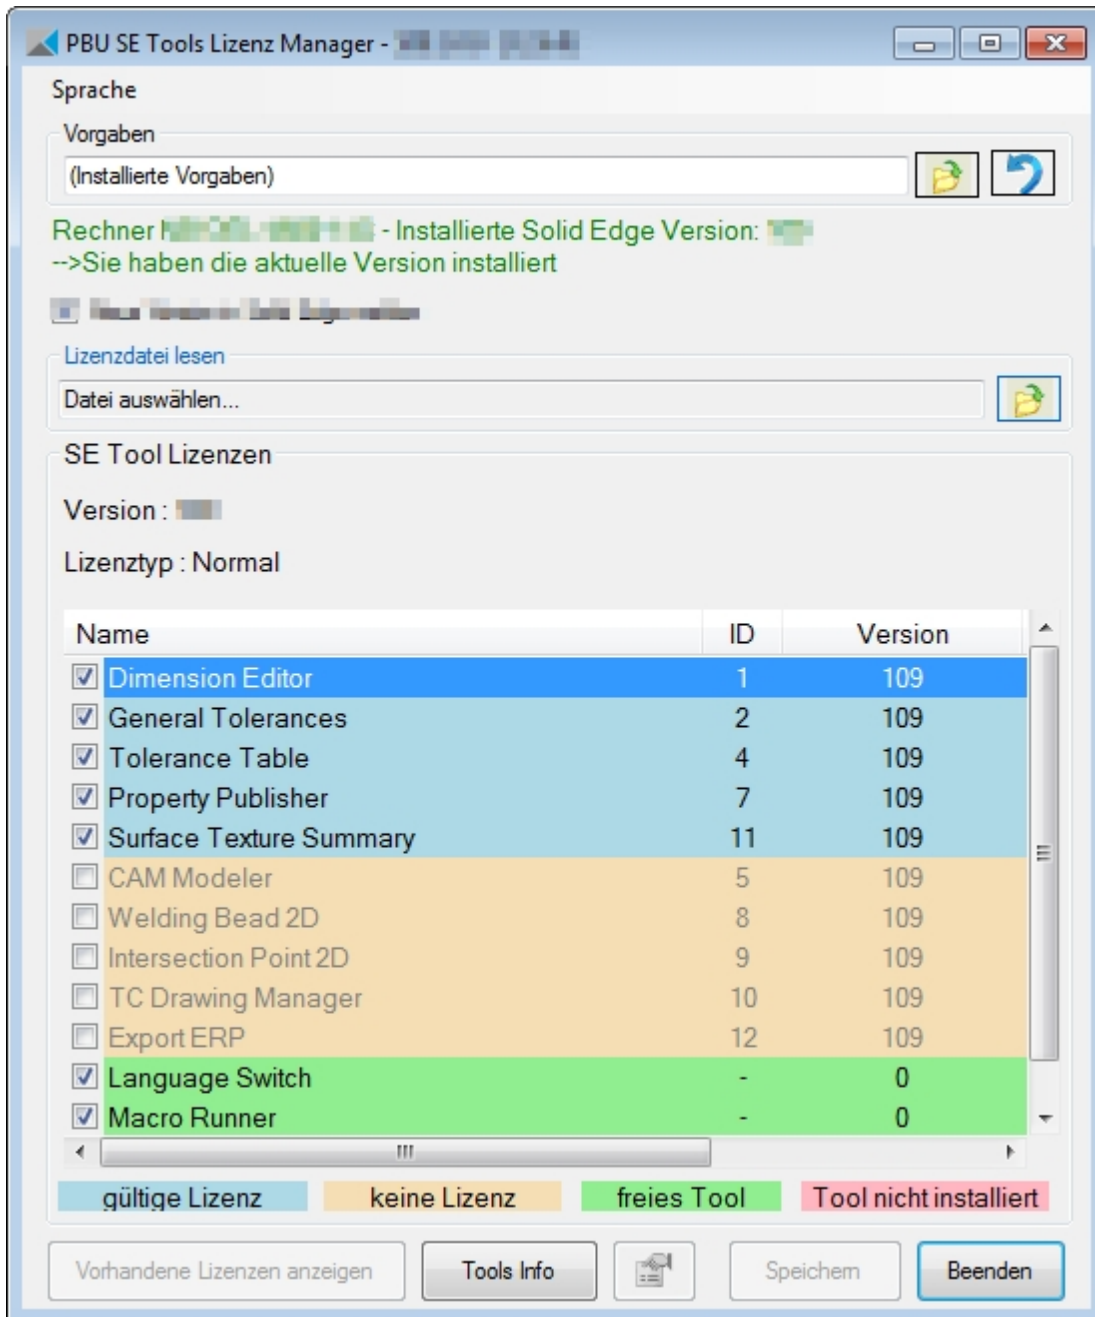 PBU SE Tools Lizenz Manager -
Sprache
Vorgaben
(Installierte Vorgaben)
Rechner - Installierte Solid Edge Version:
-->Sie haben die aktuelle Version installiert
Lizenzdatei lesen
Datei auswählen...
SE Tool Lizenzen
Version :
Lizenztyp : Normal
Name ID Version
Dimension Editor 1 109
General Tolerances 2 109
Tolerance Table 4 109
Property Publisher 7 109
Surface Texture Summary 11 109
CAM Modeler 5 109
Welding Bead 2D 8 109
Intersection Point 2D 9 109
TC Drawing Manager 10 109
Export ERP 12 109
Language Switch - 0
Macro Runner - 0
gültige Lizenz keine Lizenz freies Tool Tool nicht installiert
Vorhandene Lizenzen anzeigen Tools Info Speichern Beenden